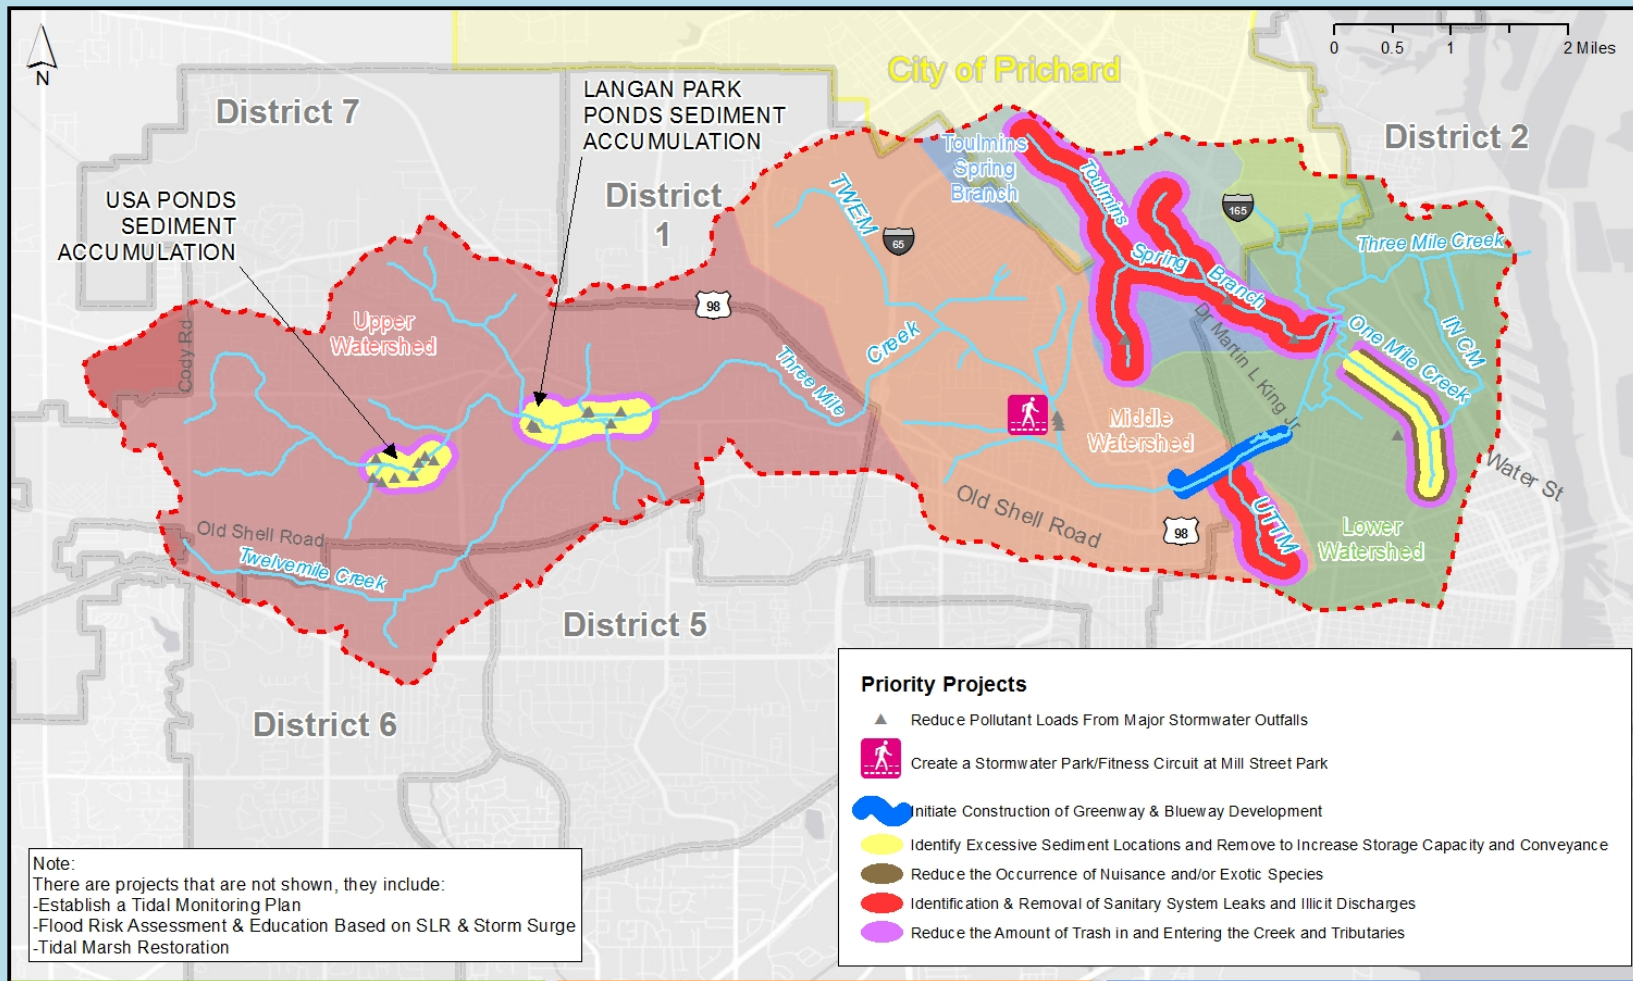 N
0 0.5 1 2 Miles
City of Prichard
District 7
LANGAN PARK
PONDS SEDIMENT
ACCUMULATION
District 2
Toulmins
Spring
Branch
USA PONDS
SEDIMENT
ACCUMULATION
District
1
TWEM
65
165
Toulmins
Spring
Branch
Three Mile Creek
98
Upper
Watershed
Cody Rd
Three Mile
Creek
Dr Martin L King Jr
One Mile Creek
IN CM
Middle
Watershed
Old Shell Road
98
UTTM
Water St
Lower
Watershed
Old Shell Road
Twelvemile Creek
District 5
District 6
Priority Projects
Reduce Pollutant Loads From Major Stormwater Outfalls
Create a Stormwater Park/Fitness Circuit at Mill Street Park
Initiate Construction of Greenway & Blueway Development
Identify Excessive Sediment Locations and Remove to Increase Storage Capacity and Conveyance
Reduce the Occurrence of Nuisance and/or Exotic Species
Identification & Removal of Sanitary System Leaks and Illicit Discharges
Reduce the Amount of Trash in and Entering the Creek and Tributaries
Note:
There are projects that are not shown, they include:
-Establish a Tidal Monitoring Plan
-Flood Risk Assessment & Education Based on SLR & Storm Surge
-Tidal Marsh Restoration